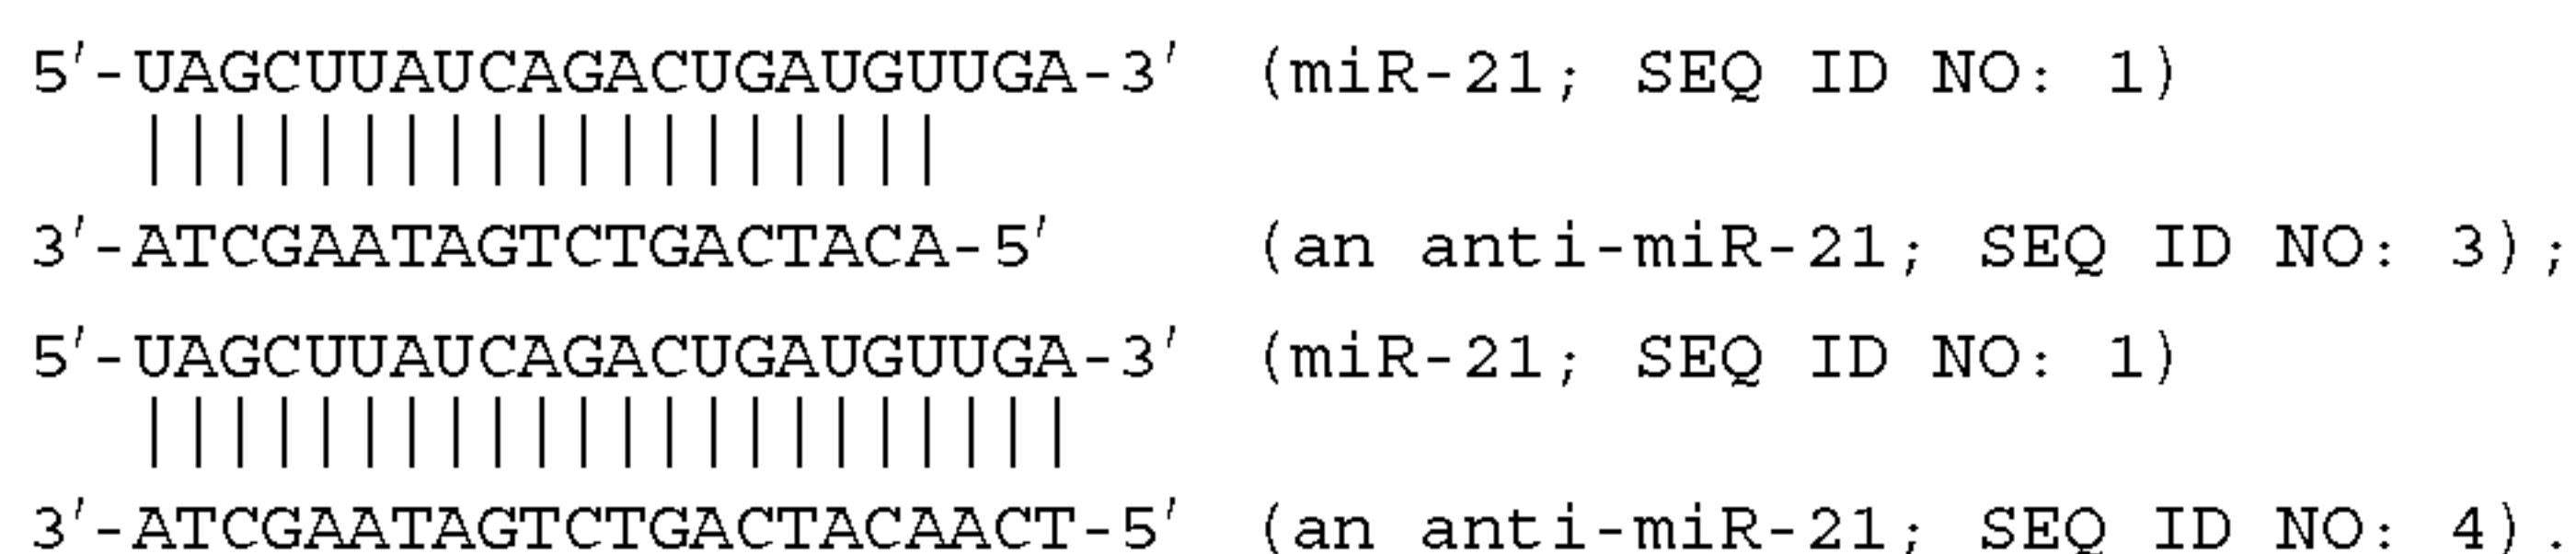 5'-UAGCUUAUCAGACUGAUGUUGA-3' (miR-21; SEQ ID NO: 1)
|||||||||||||||||||
3'-ATCGAATAGTCTGACTACA-5' (an anti-miR-21; SEQ ID NO: 3);
5'-UAGCUUAUCAGACUGAUGUUGA-3' (miR-21; SEQ ID NO: 1)
||||||||||||||||||||||
3'-ATCGAATAGTCTGACTACAACT-5' (an anti-miR-21; SEQ ID NO: 4).